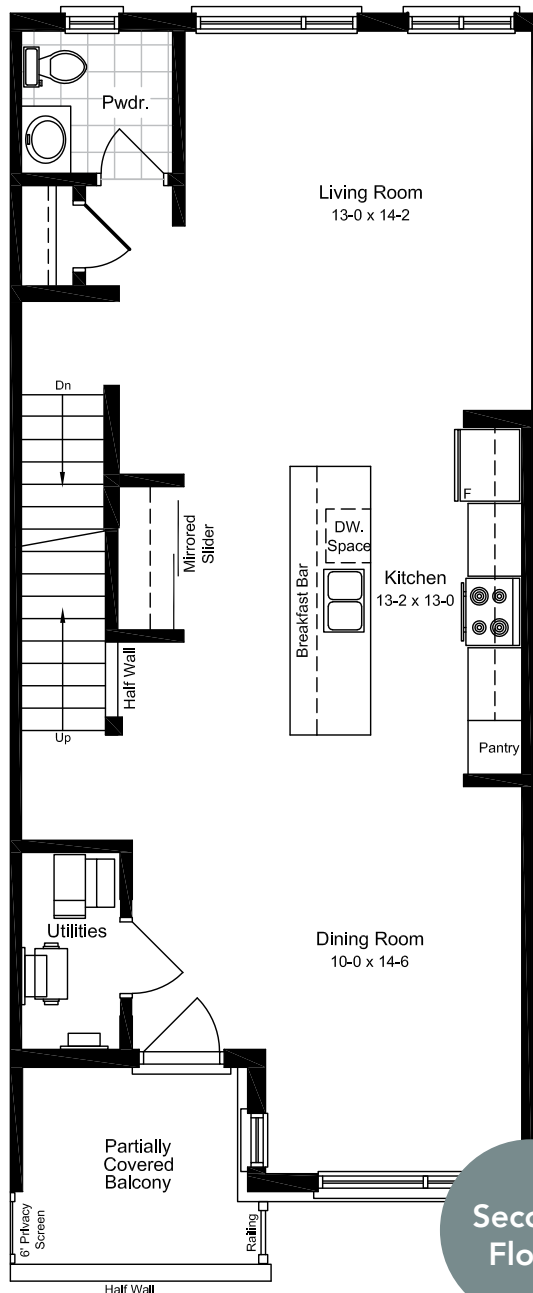 Pwdr.
Living Room
13-0 x 14-2
Dn
F
Mirrored
Slider
DW.
Space
Breakfast Bar
Kitchen
13-2 x 13-0
Half Wall
Up
Pantry
Utilities
Dining Room
10-0 x 14-6
Partially
Covered
Balcony
6' Privacy
Screen
Railing
Half Wall
Seco
Flo